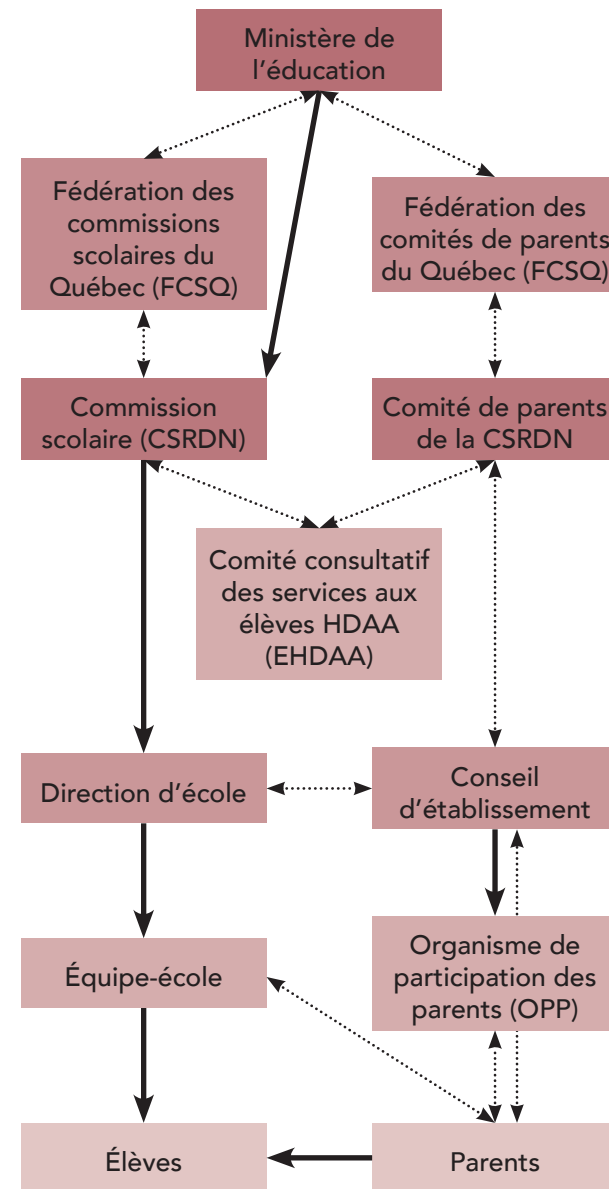 Ministère de
l'éducation
Fédération des
commissions
scolaires du
Québec (FCSQ)
Fédération des
comités de parents
du Québec (FCSQ)
Commission
scolaire (CSRDN)
Comité de parents
de la CSRDN
Comité consultatif
des services aux
élèves HDAA
(EHDAA)
Direction d'école
Conseil
d'établissement
Équipe-école
Organisme de
participation des
parents (OPP)
Élèves
Parents